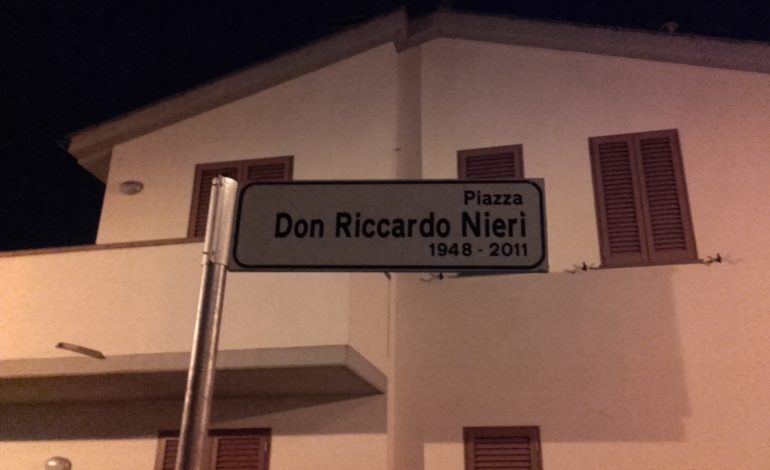 Piazza
Don Riccardo Nieri
1948 - 2011